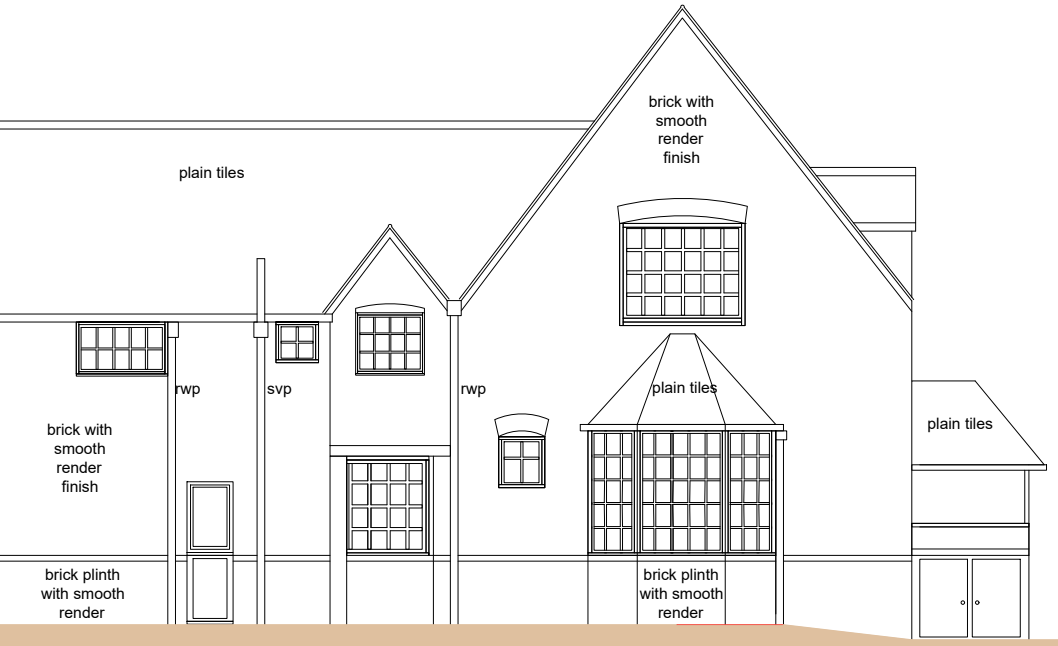 brick with
smooth
render
finish
plain tiles
rwp
svp
rwp
plain tiles
plain tiles
brick with
smooth
render
finish
brick plinth
with smooth
render
brick plinth
with smooth
render